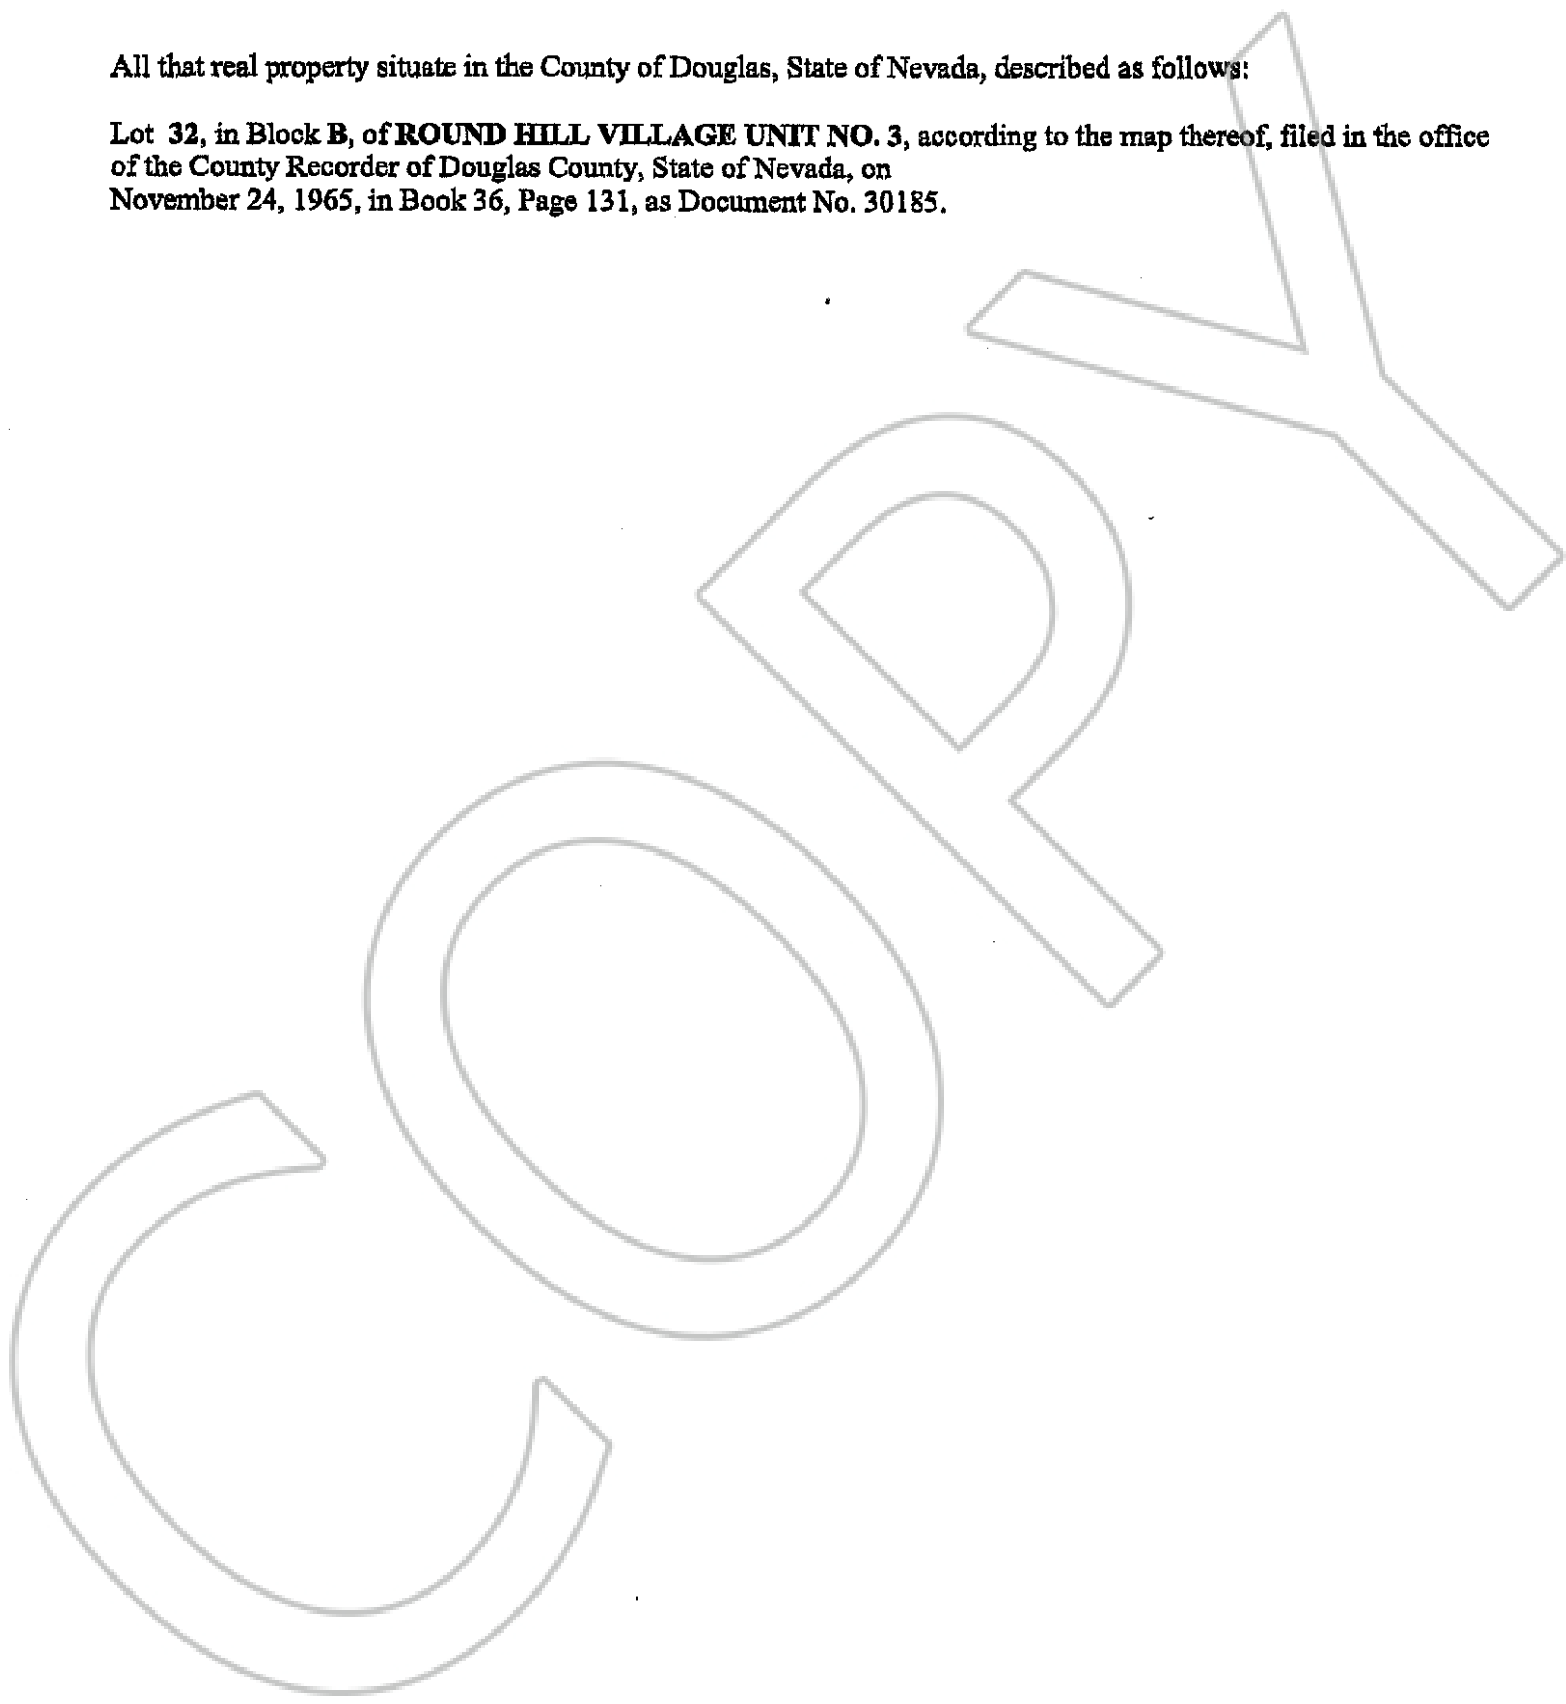 All that real property situate in the County of Douglas, State of Nevada, described as follows:
Lot 32, in Block B, of ROUND HILL VILLAGE UNIT NO. 3, according to the map thereof, filed in the office
of the County Recorder of Douglas County, State of Nevada, on
November 24, 1965, in Book 36, Page 131, as Document No. 30185.
COPY